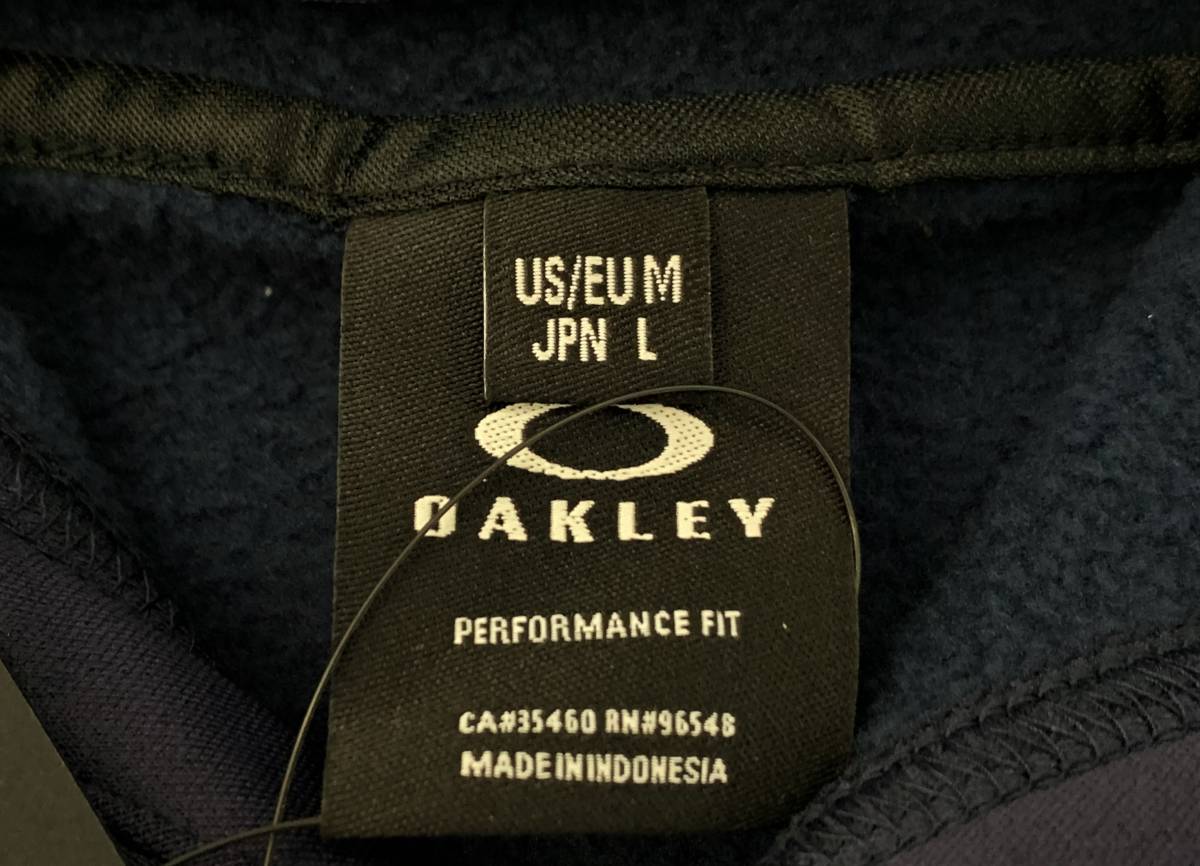 US/EU M
JPN L
OAKLEY
PERFORMANCE FIT
CA#35460 RN#96548
MADE IN INDONESIA